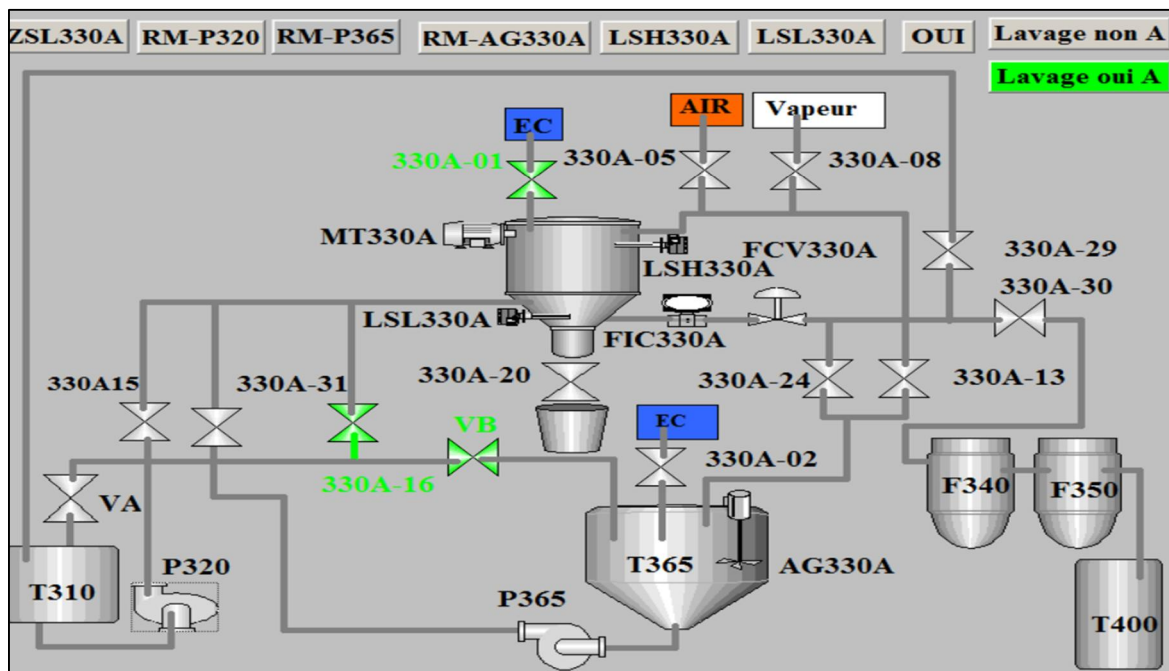 ZSL330A RM-P320 RM-P365 RM-AG330A LSH330A LSL330A OUI Lavage non A
Lavage oui A
EC AIR Vapeur
330A-01 330A-05 330A-08
MT330A
LSH330A FCV330A
330A-29
330A-30
LSL330A
FIC330A
330A15 330A-31 330A-20 330A-24 330A-13
VB EC
330A-16 330A-02
VA
F340 F350
T310 P320 T365 AG330A
P365 T400